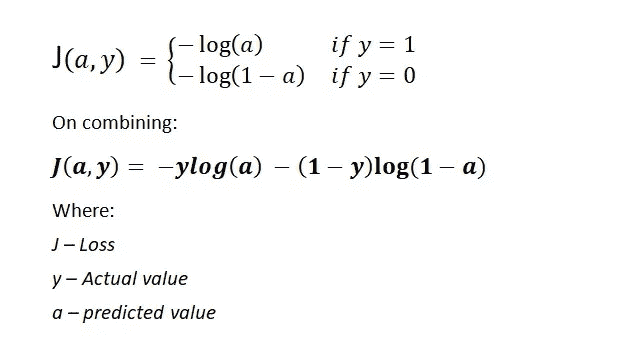 J(a, y) = { − log(a) if y = 1
− log(1 − a) if y = 0
On combining:
J(a, y) = −ylog(a) − (1 − y)log(1 − a)
Where:
J – Loss
y – Actual value
a – predicted value